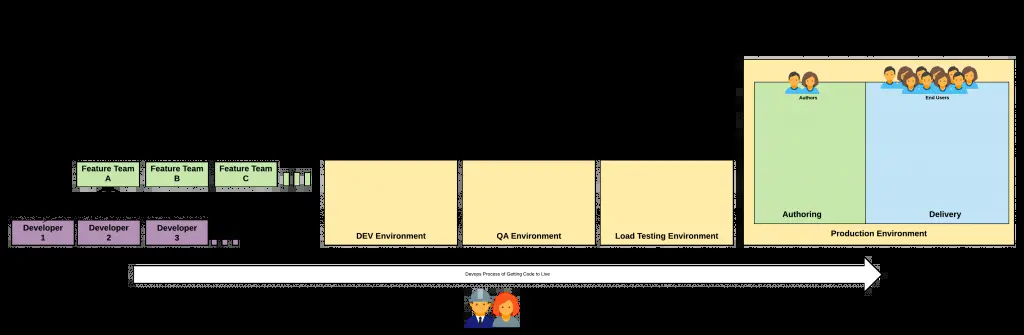 Authors
End Users
Feature Team
A
Feature Team
B
Feature Team
C
Authoring
Delivery
Developer
1
Developer
2
Developer
3
DEV Environment
QA Environment
Load Testing Environment
Production Environment
Devops Process of Getting Code to Live